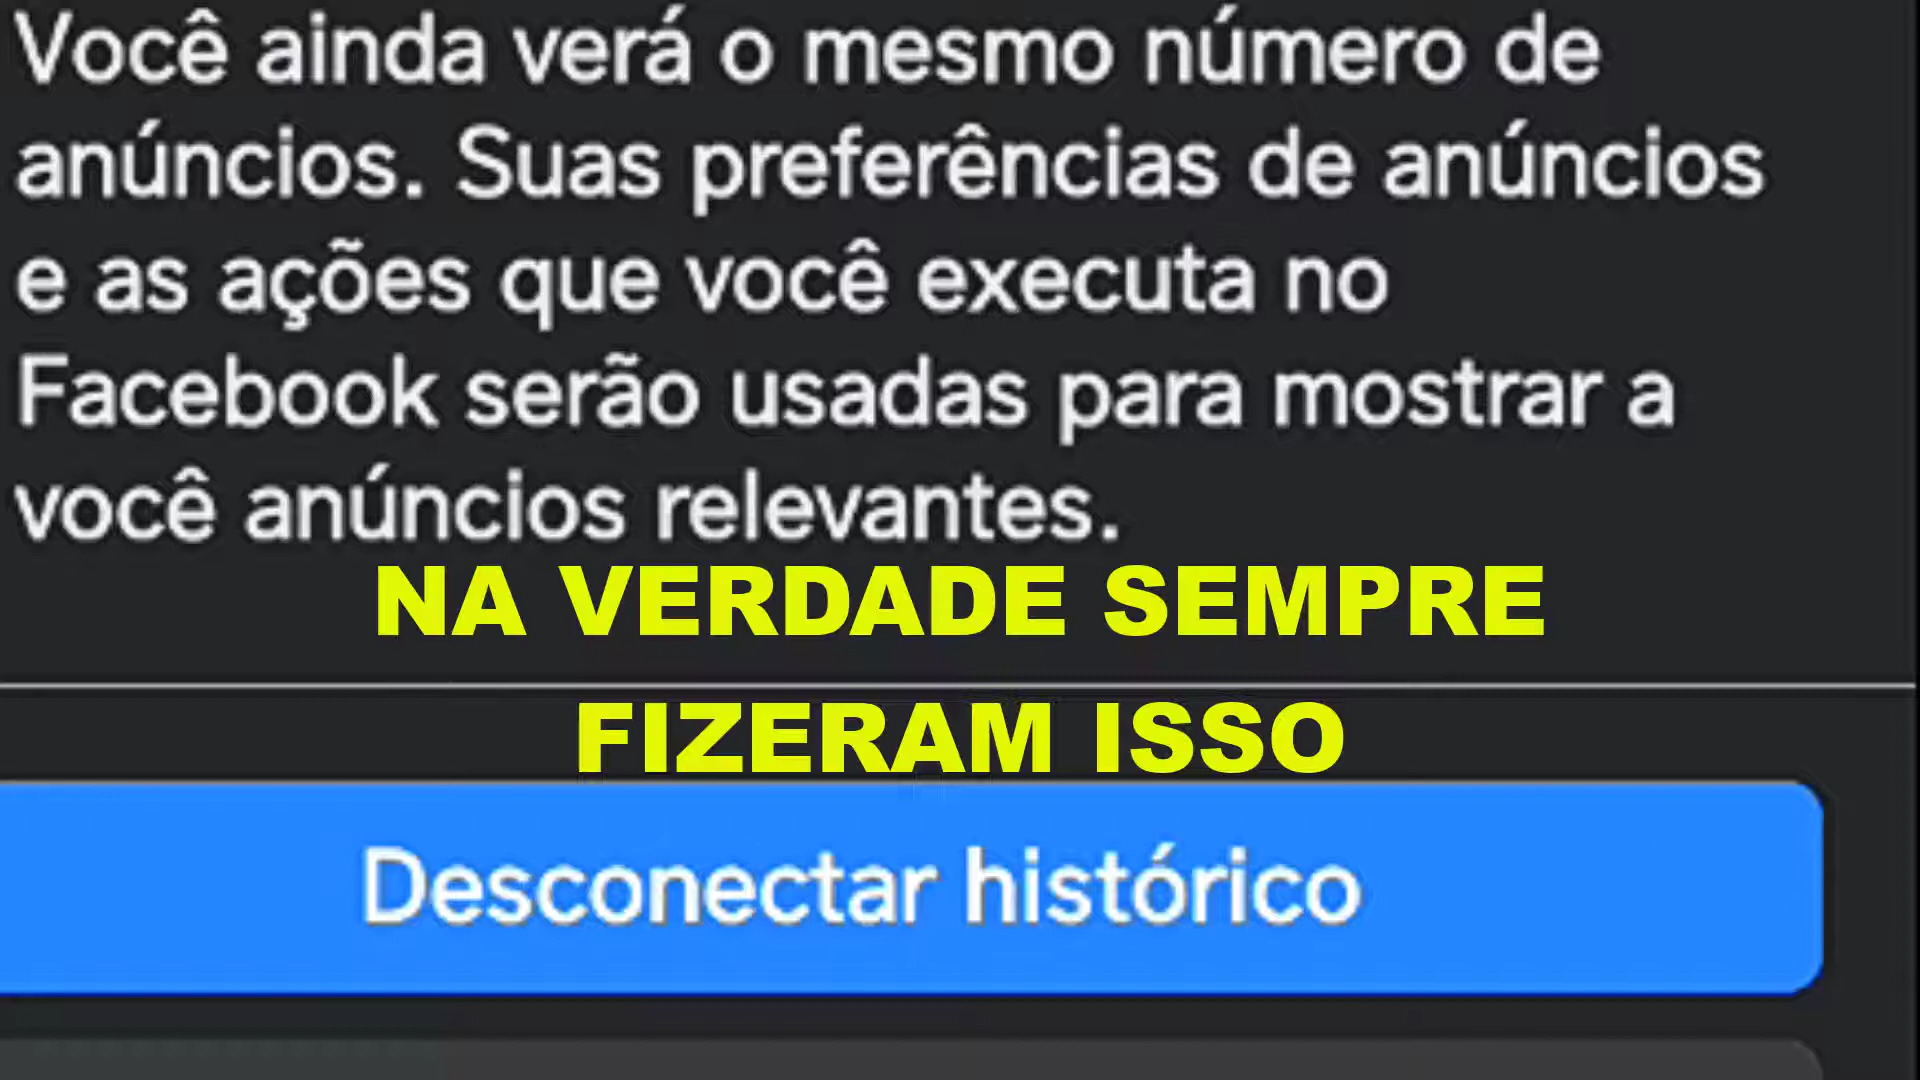 Você ainda verá o mesmo número de
anúncios. Suas preferências de anúncios
e as ações que você executa no
Facebook serão usadas para mostrar a
você anúncios relevantes.
NA VERDADE SEMPRE
FIZERAM ISSO
Desconectar histórico